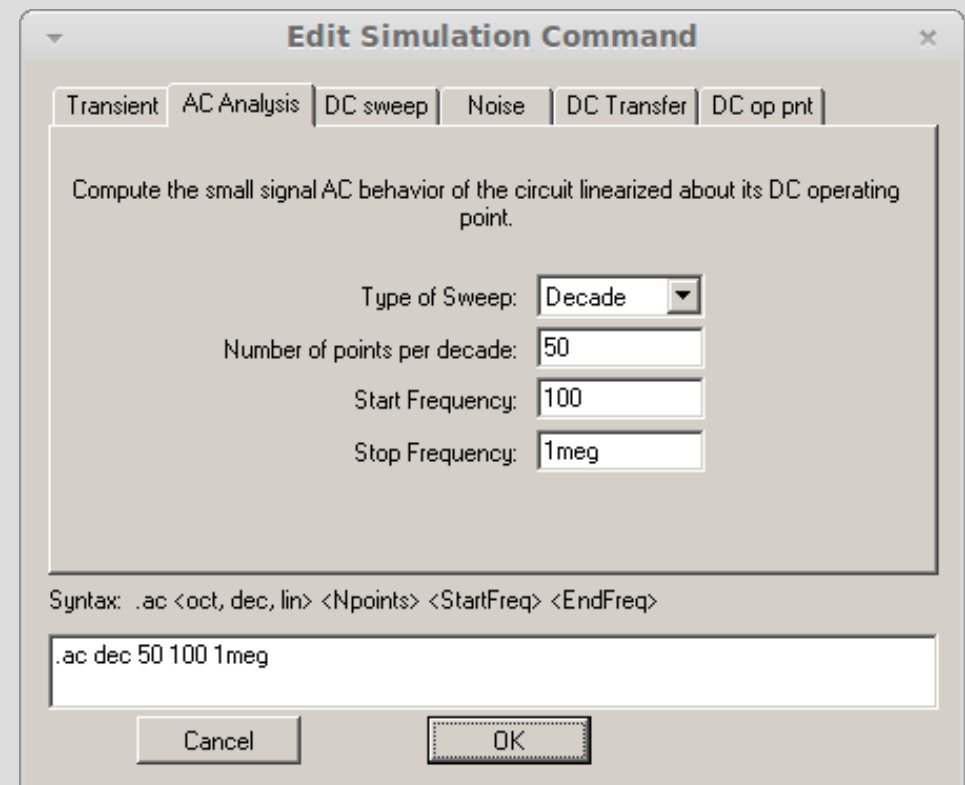 Edit Simulation Command
Transient AC Analysis DC sweep Noise DC Transfer DC op pnt
Compute the small signal AC behavior of the circuit linearized about its DC operating
point.
Type of Sweep: Decade
Number of points per decade: 50
Start Frequency: 100
Stop Frequency: 1meg
Syntax: .ac <oct, dec, lin> <Npoints> <StartFreq> <EndFreq>
.ac dec 50 100 1meg
Cancel OK